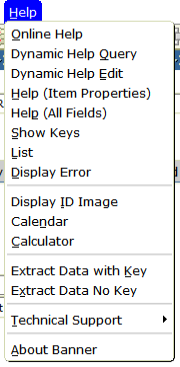 Help
Online Help
Dynamic Help Query
Dynamic Help Edit
Help (Item Properties)
Help (All Fields)
Show Keys
List
Display Error
Display ID Image
Calendar
Calculator
Extract Data with Key
Extract Data No Key
Technical Support
About Banner